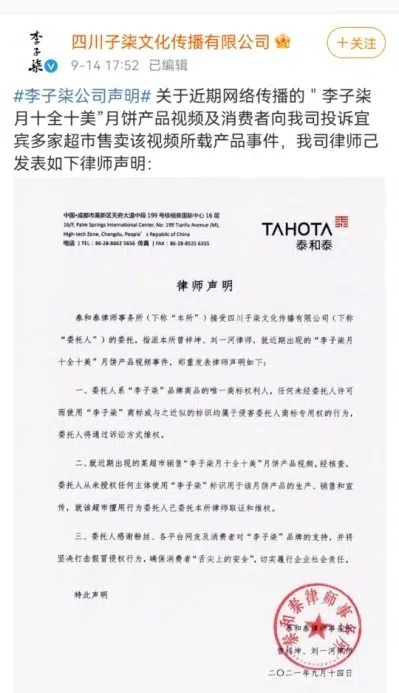 李子柒
四川子柒文化传播有限公司
+关注
9-14 17:52 已编辑
#李子柒公司声明# 关于近期网络传播的＂李子柒
月十全十美”月饼产品视频及消费者向我司投诉宜
宾多家超市售卖该视频所载产品事件，我司律师己
发表如下律师声明：
中国·成都市高新区天府大道中段 199 号棕榈泉国际中心 16 层
16/F, Palm Springs International Center, No. 199 Tianfu Avenue (M),
High-tech Zone, Chengdu, People's Republic of China
电话 ( TEL ) 86-28-8662 5656 传真 ( FAX ) 86-28-8525 6335
TAHOTA
泰和泰
律师声明
泰和泰律师事务所（下称“本所”）接受四川子柒文化传播有限公司（下称
“委托人”）的委托，指派本所曾祥坤、刘一河律师，就近期出现的“李子柒月
十全十美”月饼产品视频事件，郑重发表律师声明如下：
一、委托人系“李子柒”品牌商品的唯一商标权利人，任何未经委托人许可
而使用“李子柒”商标或与之近似的标识均属于侵害委托人商标专用权的行为，
委托人将通过诉讼方式维权。
二、就近期出现的某超市销售“李子柒月十全十美”月饼产品视频，经核查，
委托人从未授权任何主体使用“李子柒”标识用于该月饼产品的生产、销售和宣
传，就该超市擅用行为委托人已委托本所律师取证和维权。
三、委托人感谢粉丝、各平台网友及消费者对“李子柒”品牌的支持，并将
坚决打击假冒侵权行为，确保消费者“舌尖上的安全”，切实履行企业社会责任。
特此声明
泰和泰律师事务所
曾祥坤、刘一河律师
二〇二一年九月十四日